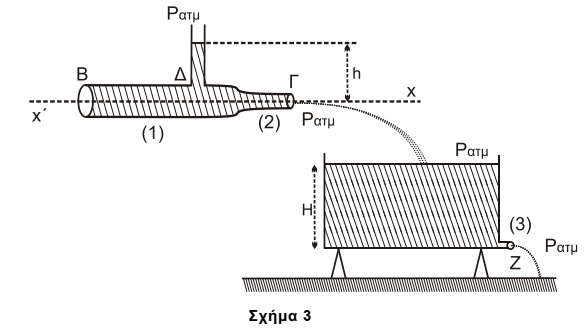 Pατμ
B Δ Γ h x
x΄ (1) (2) Pατμ
Pατμ
H (3)
Z Pατμ
Σχήμα 3